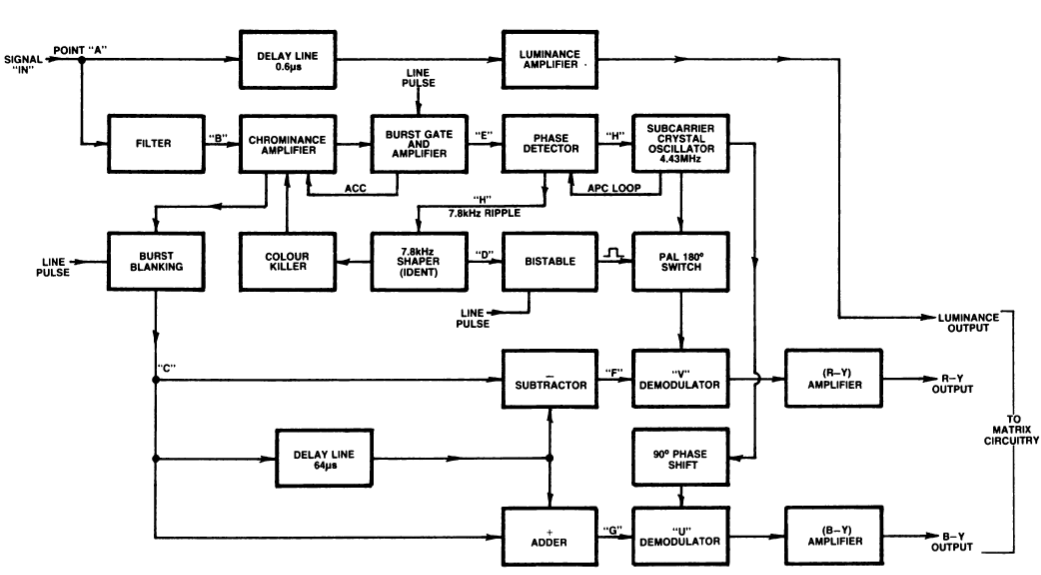 SIGNAL
"IN"
POINT "A"
DELAY LINE
0.6µs
LUMINANCE
AMPLIFIER
LINE
PULSE
FILTER
"B"
CHROMINANCE
AMPLIFIER
BURST GATE
AND
AMPLIFIER
"E"
PHASE
DETECTOR
"H"
SUBCARRIER
CRYSTAL
OSCILLATOR
4.43MHz
ACC
APC LOOP
"H"
7.8kHz RIPPLE
LINE
PULSE
BURST
BLANKING
COLOUR
KILLER
7.8kHz
SHAPER
(IDENT)
"D"
BISTABLE
PAL 180°
SWITCH
LINE
PULSE
LUMINANCE
OUTPUT
"C"
−
SUBTRACTOR
"F"
"V"
DEMODULATOR
(R–Y)
AMPLIFIER
R–Y
OUTPUT
TO
MATRIX
CIRCUITRY
DELAY LINE
64µs
90° PHASE
SHIFT
+
ADDER
"G"
"U"
DEMODULATOR
(B–Y)
AMPLIFIER
B–Y
OUTPUT